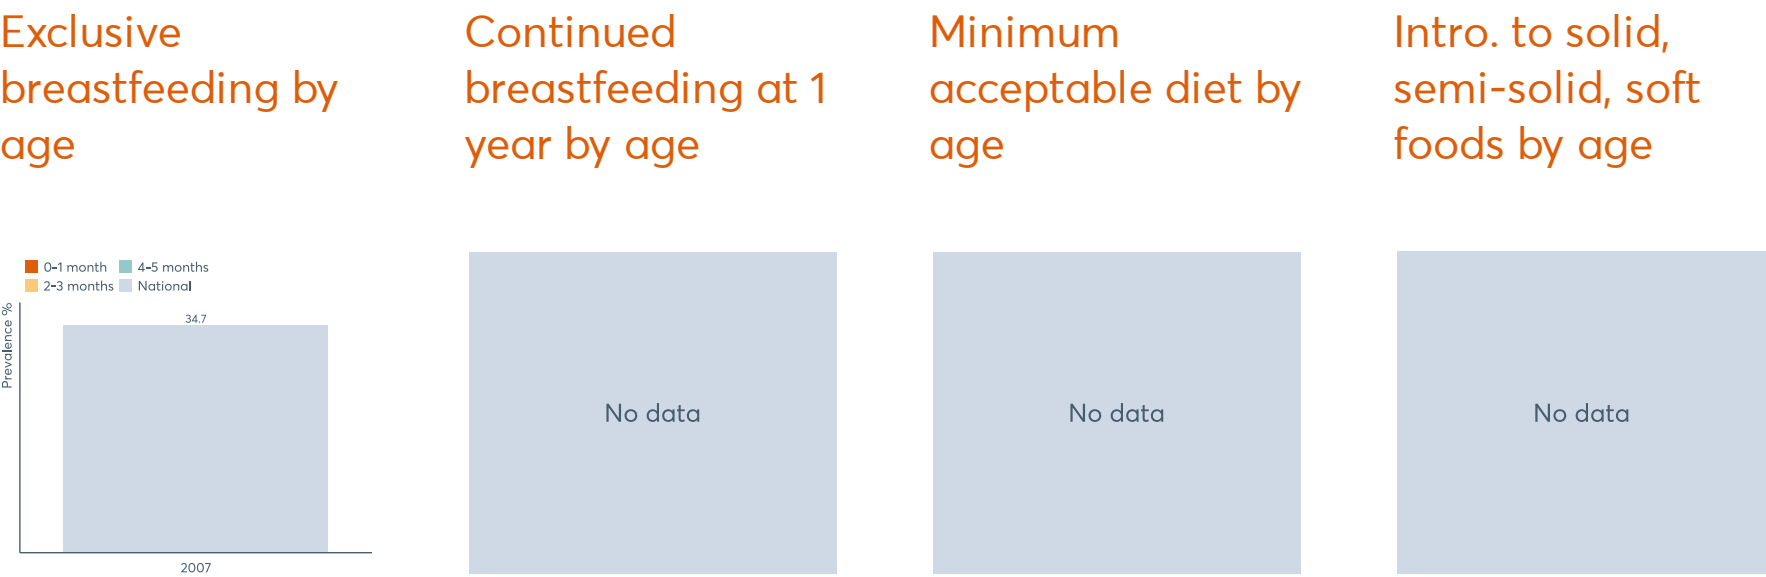 Exclusive
breastfeeding by
age
Continued
breastfeeding at 1
year by age
Minimum
acceptable diet by
age
Intro. to solid,
semi-solid, soft
foods by age
0-1 month
4-5 months
2-3 months
National
Prevalence %
34.7
2007
No data
No data
No data